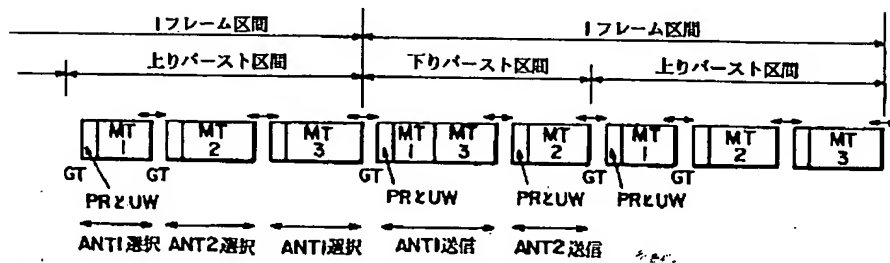 1フレーム区間 1フレーム区間
上りバースト区間 下りバースト区間 上りバースト区間
MT 1 MT 2 MT 3 MT 1 MT 3 MT 2 MT 1 MT 2 MT 3
GT GT GT GT GT
PRとUW PRとUW PRとUW PRとUW
ANT1選択 ANT2選択 ANT1選択 ANT1送信 ANT2送信